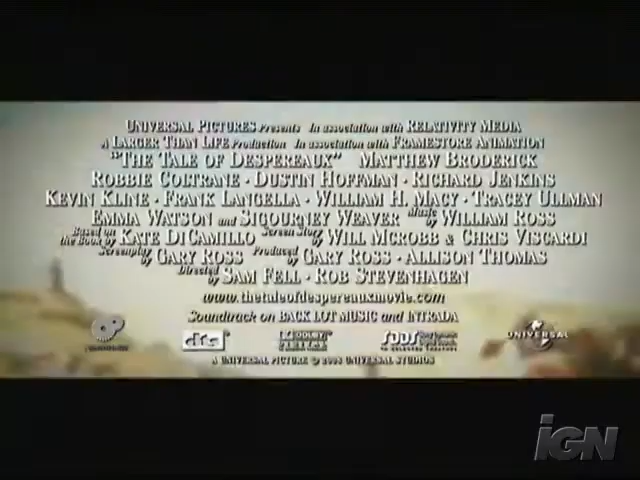 UNIVERSAL PICTURES Presents In association with RELATIVITY MEDIA
A LARGER THAN LIFE Production In association with FRAMESTORE ANIMATION
"THE TALE OF DESPEREAUX" MATTHEW BRODERICK
ROBBIE COLTRANE · DUSTIN HOFFMAN · RICHARD JENKINS
KEVIN KLINE · FRANK LANGELLA · WILLIAM H. MACY · TRACEY ULLMAN
EMMA WATSON and SIGOURNEY WEAVER Music by WILLIAM ROSS
Based on the Book by KATE DICAMILLO Screen Story by WILL MCROBB & CHRIS VISCARDI
Screenplay by GARY ROSS Produced by GARY ROSS · ALLISON THOMAS
Directed by SAM FELL · ROB STEVENHAGEN
www.thetaleofdespereauxmovie.com
Soundtrack on BACK LOT MUSIC and INTRADA
dts DOLBY SDDS UNIVERSAL
A UNIVERSAL PICTURE © 2008 UNIVERSAL STUDIOS
IGN